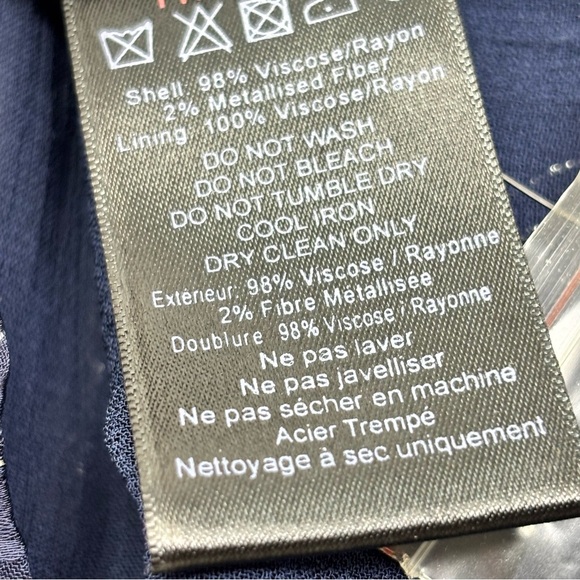 Shell: 98% Viscose/Rayon
2% Metallised Fiber
Lining: 100% Viscose/Rayon
DO NOT WASH
DO NOT BLEACH
DO NOT TUMBLE DRY
COOL IRON
DRY CLEAN ONLY
Extérieur: 98% Viscose / Rayonne
2% Fibre Métallisée
Doublure 98% Viscose / Rayonne
Ne pas laver
Ne pas javelliser
Ne pas sécher en machine
Acier Trempé
Nettoyage à sec uniquement